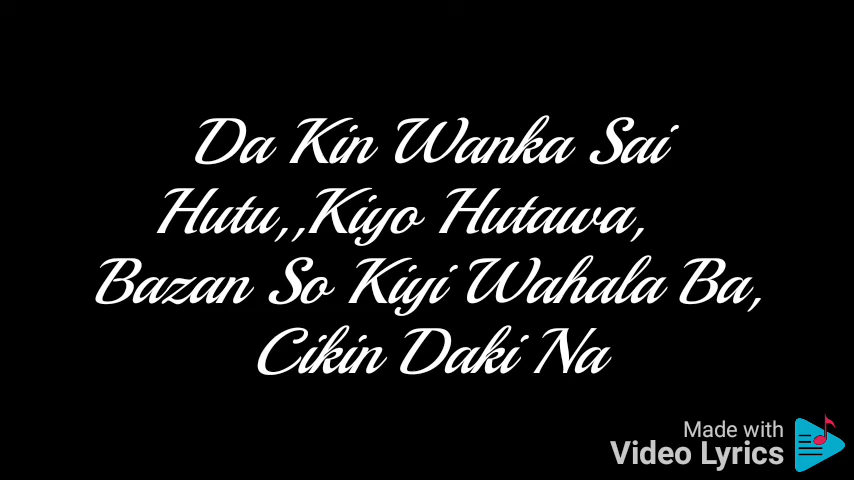 Da Kin Wanka Sai
Hutu,,Kiyo Hutawa,
Bazan So Kiyi Wahala Ba,
Cikin Daki Na
Made with
Video Lyrics